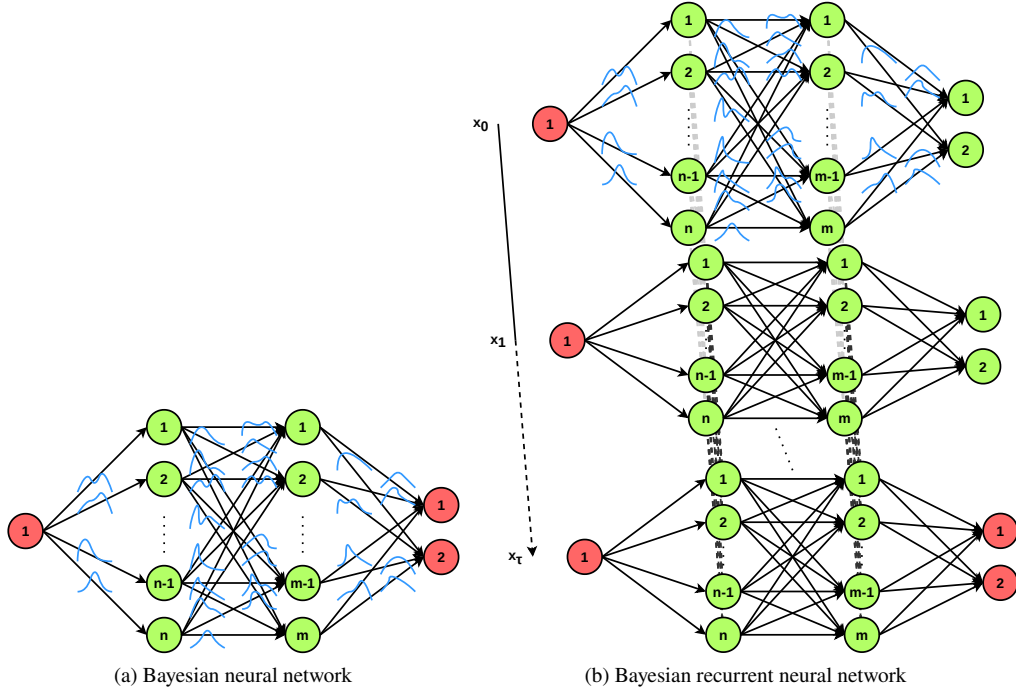 1 1
2 2 1
x0 1
2
n-1 m-1
n m
1 1
2 2 1
x1 1
n-1 m-1 2
n m
1 1
1 1
2 2 1
2 2 1
1
xτ 1
2
2
n-1 m-1
n-1 m-1
n m
n m
(a) Bayesian neural network
(b) Bayesian recurrent neural network